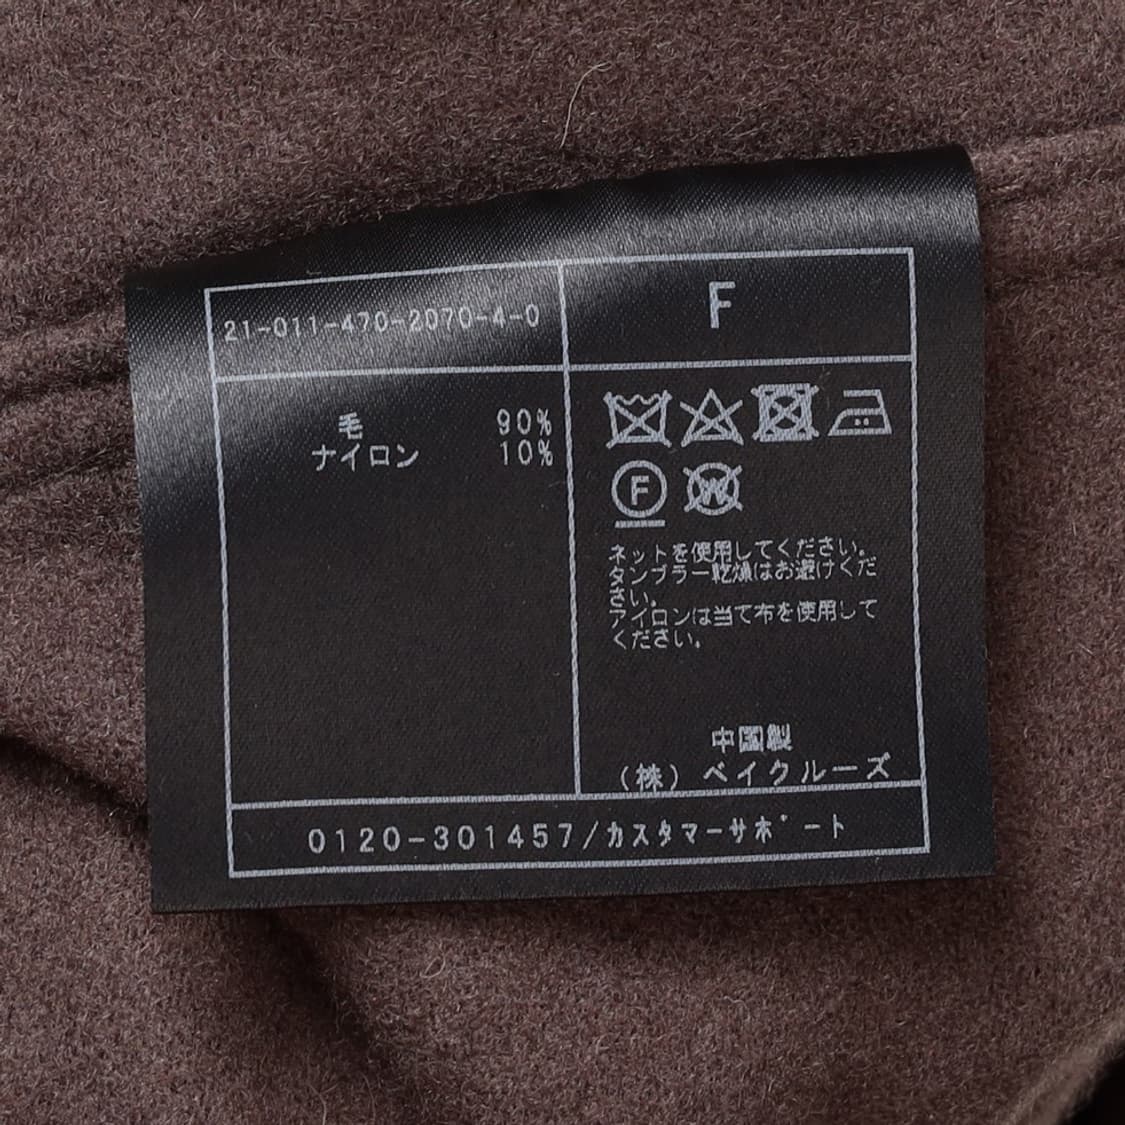 21-011-470-2070-4-0
F
毛 90%
ナイロン 10%
F
W
ネットを使用してください。
タンブラー乾燥はお避けくだ
さい。
アイロンは当て布を使用して
ください。
中国製
(株) ベイクルーズ
0120-301457/カスタマーサポート